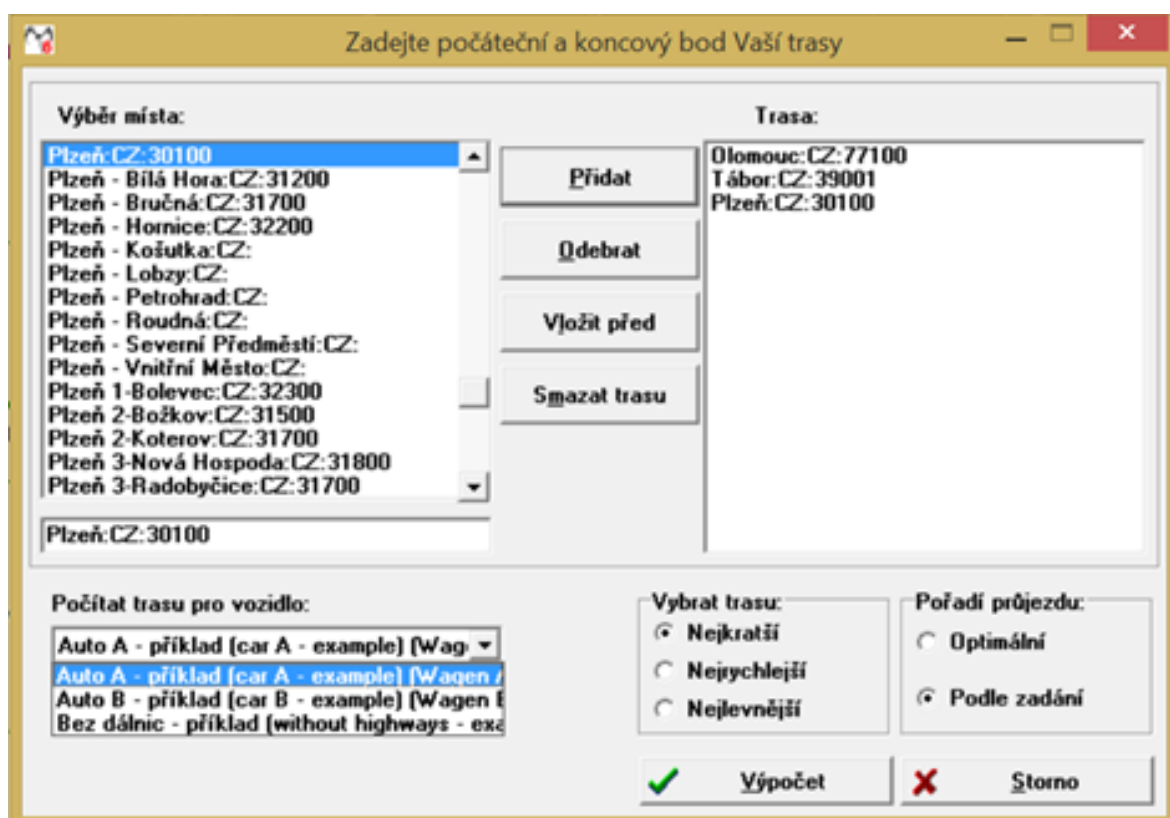 Zadejte počáteční a koncový bod Vaší trasy
Výběr místa:
Plzeň:CZ:30100
Plzeň - Bílá Hora:CZ:31200
Plzeň - Bručná:CZ:31700
Plzeň - Hornice:CZ:32200
Plzeň - Košutka:CZ:
Plzeň - Lobzy:CZ:
Plzeň - Petrohrad:CZ:
Plzeň - Roudná:CZ:
Plzeň - Severní Předměstí:CZ:
Plzeň - Vnitřní Město:CZ:
Plzeň 1-Bolevec:CZ:32300
Plzeň 2-Božkov:CZ:31500
Plzeň 2-Koterov:CZ:31700
Plzeň 3-Nová Hospoda:CZ:31800
Plzeň 3-Radobyčice:CZ:31700
Plzeň:CZ:30100
Přidat
Odebrat
Vložit před
Smazat trasu
Trasa:
Olomouc:CZ:77100
Tábor:CZ:39001
Plzeň:CZ:30100
Počítat trasu pro vozidlo:
Auto A - příklad (car A - example) (Wag
Auto A - příklad (car A - example) (Wagen A
Auto B - příklad (car B - example) (Wagen B
Bez dálnic - příklad (without highways - exa
Vybrat trasu:
Nejkratší
Nejrychlejší
Nejlevnější
Pořadí průjezdu:
Optimální
Podle zadání
Výpočet
Storno